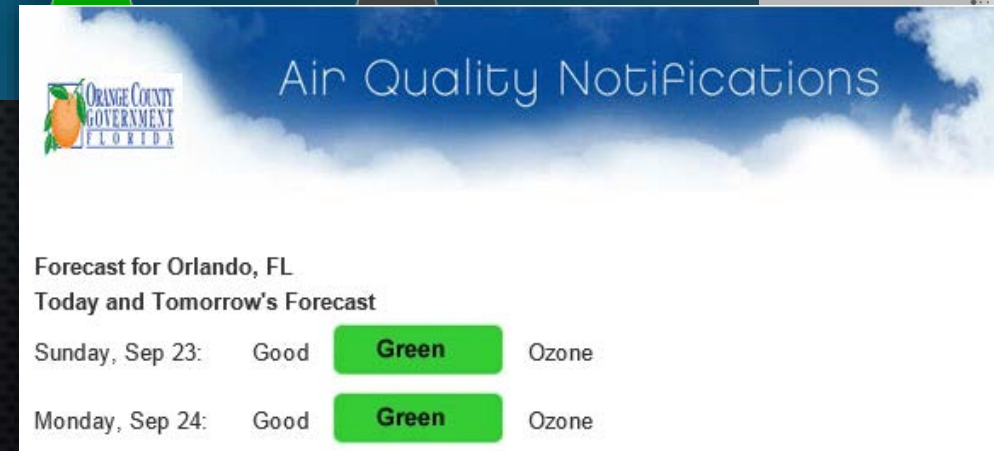 Air Quality Notifications
ORANGE COUNTY
GOVERNMENT
FLORIDA
Forecast for Orlando, FL
Today and Tomorrow's Forecast
Sunday, Sep 23: Good Green Ozone
Monday, Sep 24: Good Green Ozone